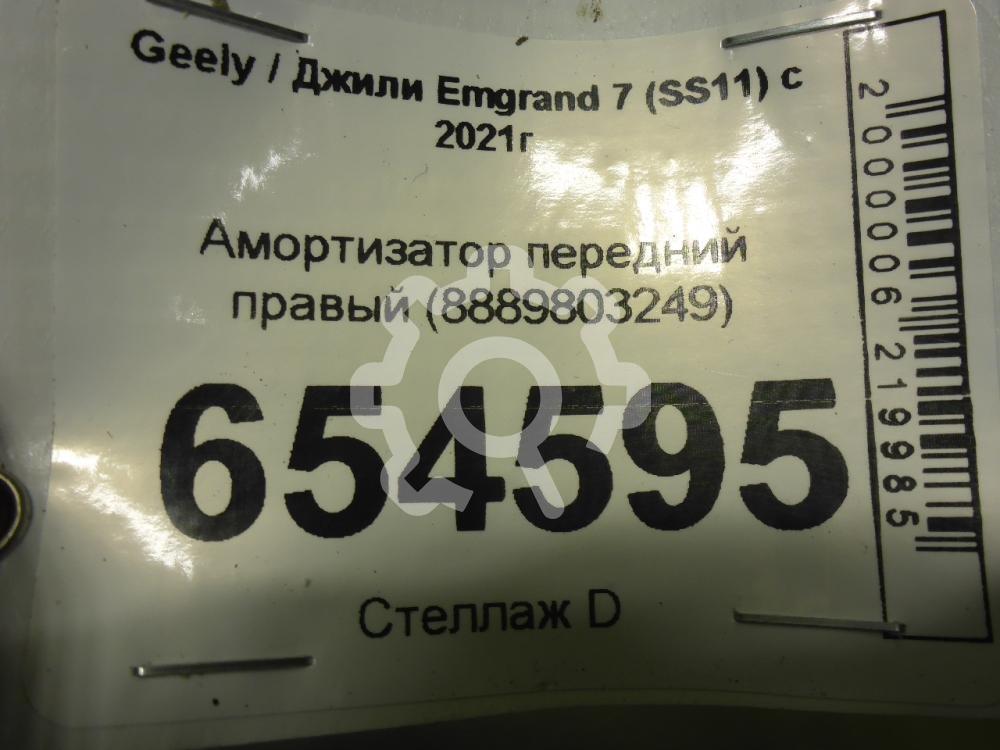 Geely / Джили Emgrand 7 (SS11) с
2021г
Амортизатор передний
правый (8889803249)
654595
Стеллаж D
2000006219985